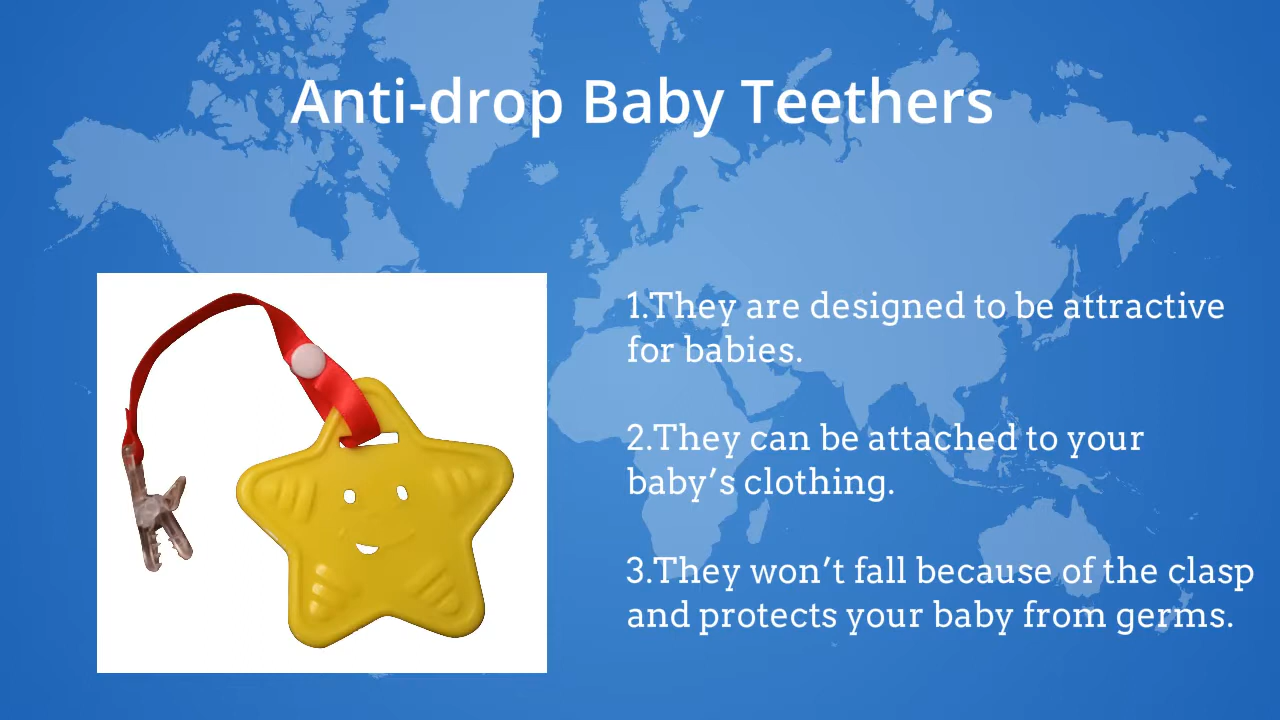 Anti-drop Baby Teethers
1.They are designed to be attractive
for babies.
2.They can be attached to your
baby’s clothing.
3.They won’t fall because of the clasp
and protects your baby from germs.